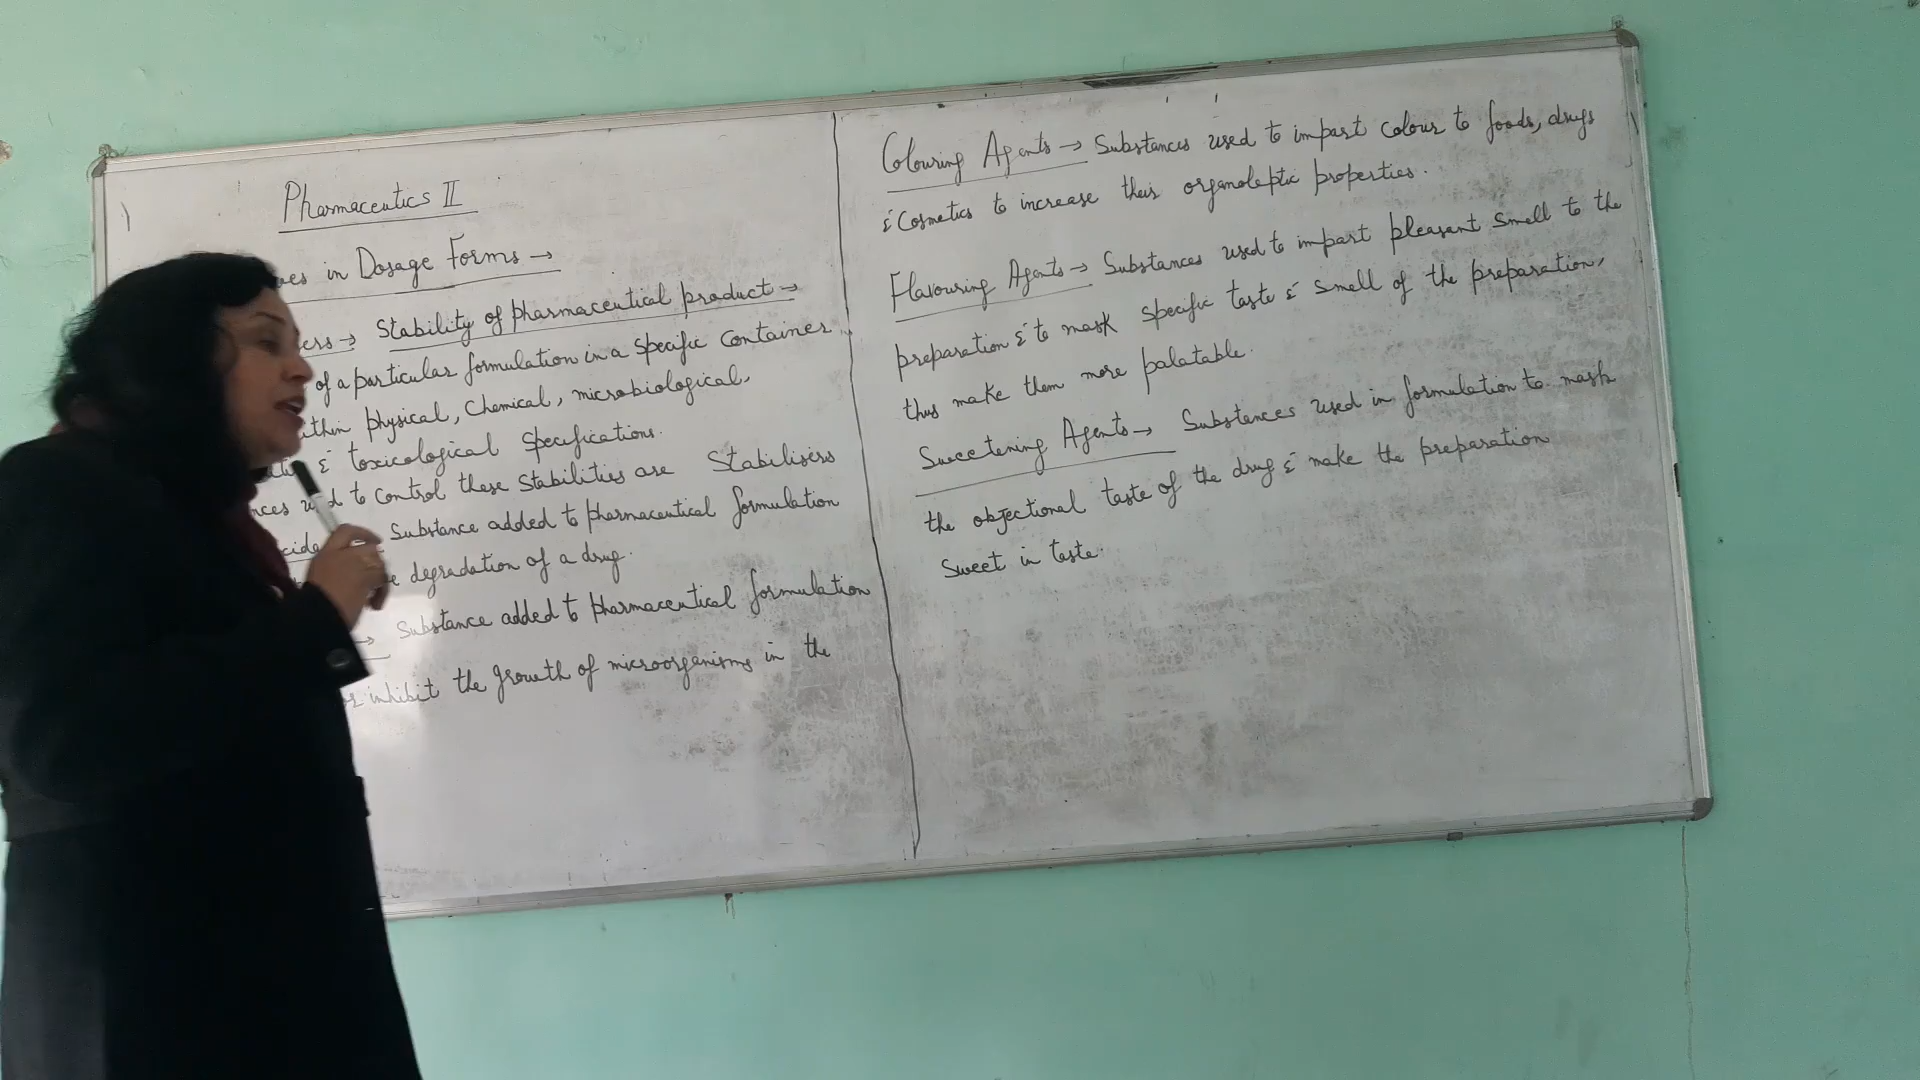 Pharmaceutics II
in Dosage Forms →
→ Stability of pharmaceutical product →
of a particular formulation in a specific container
physical, chemical, microbiological,
& toxicological specifications.
to control these stabilities are Stabilisers
Substance added to pharmaceutical formulation
degradation of a drug.
→ Substance added to pharmaceutical formulation
or inhibit the growth of microorganisms in the
Colouring Agents → Substances used to impart colour to foods, drugs
& Cosmetics to increase their organoleptic properties.
Flavouring Agents → Substances used to impart pleasant smell to the
preparation & to mask specific taste & smell of the preparation,
thus make them more palatable.
Sweetening Agents → Substances used in formulation to mask
the objectional taste of the drug & make the preparation
Sweet in taste.